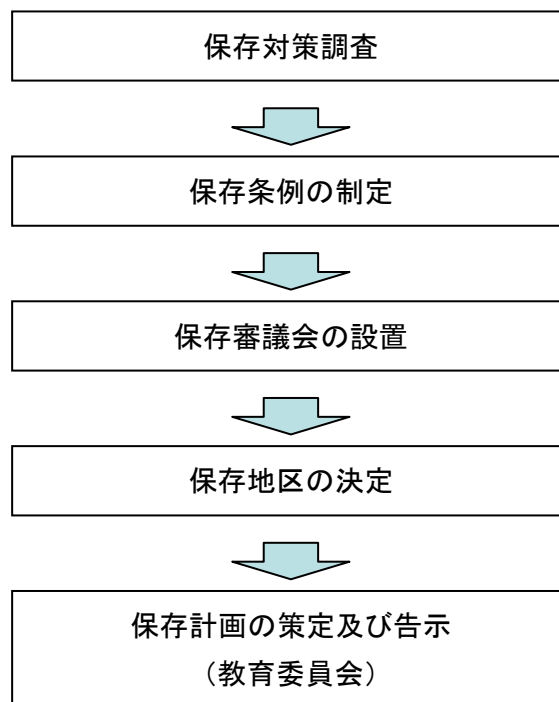 保存対策調査
保存条例の制定
保存審議会の設置
保存地区の決定
保存計画の策定及び告示
（教育委員会）